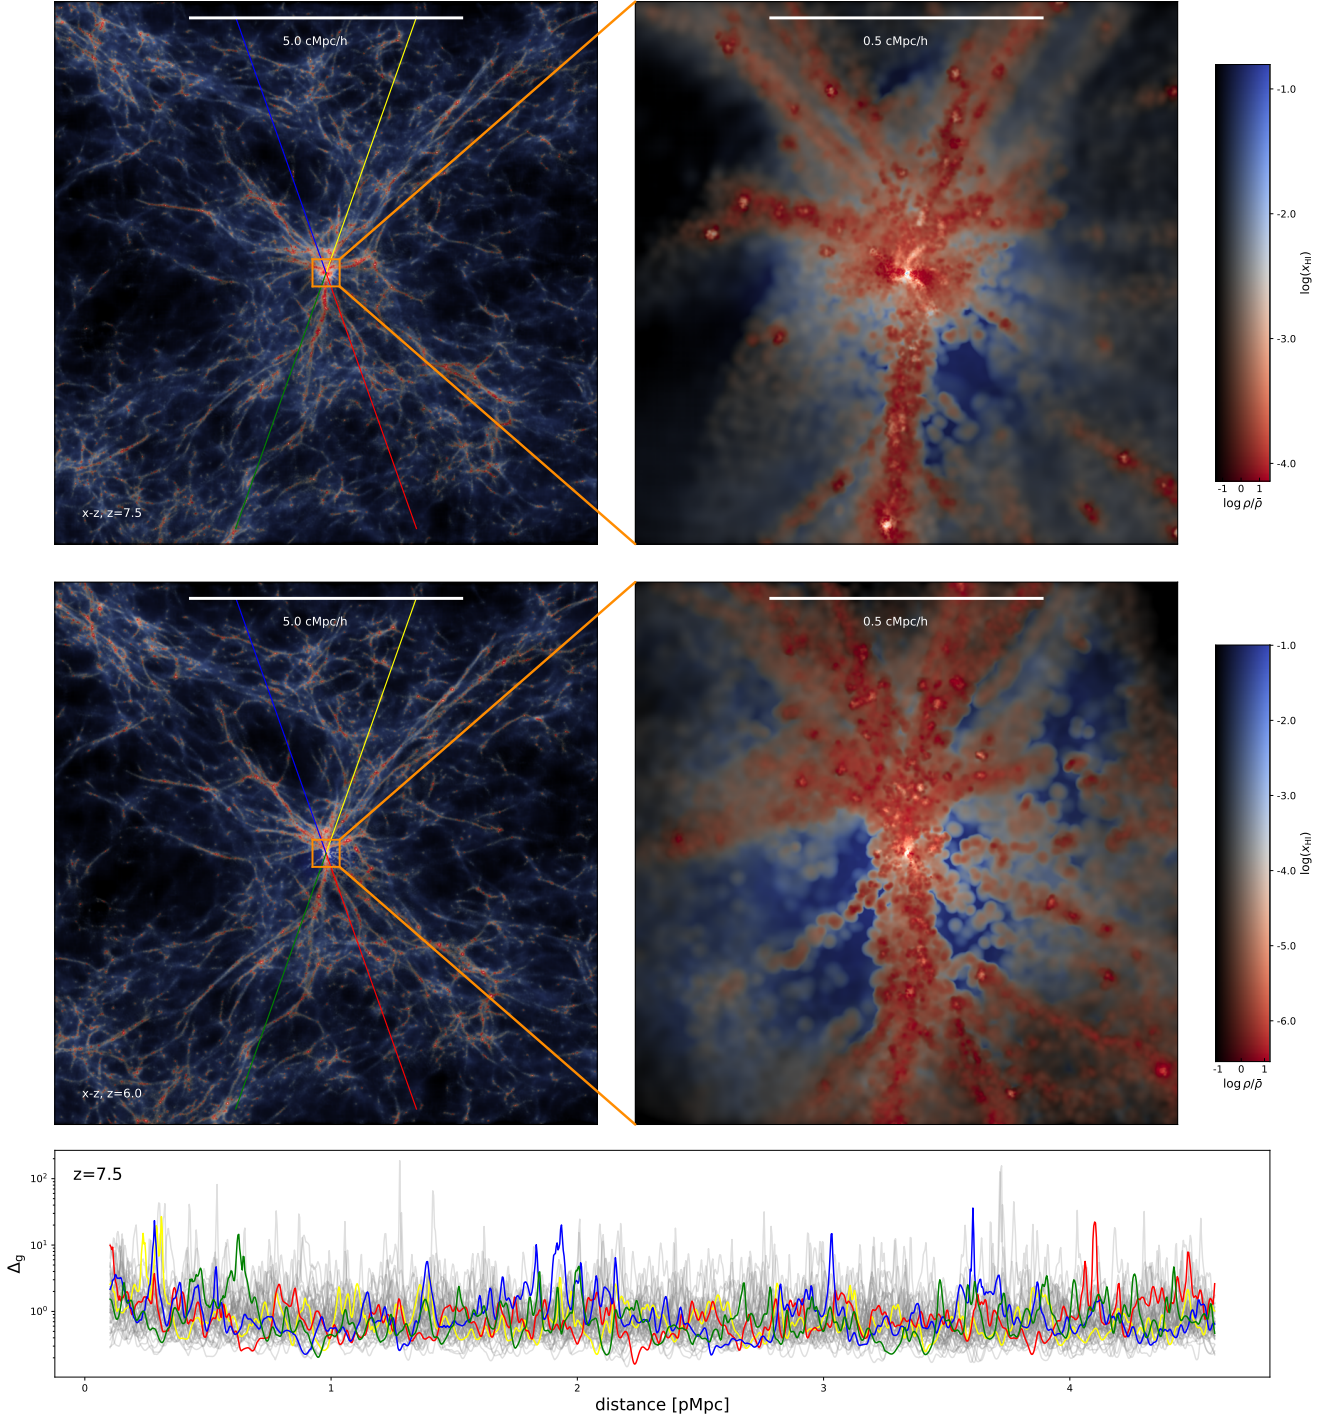 5.0 cMpc/h
x-z, z=7.5
0.5 cMpc/h
-1.0
-2.0
-3.0
-4.0
log(x_HI)
-1 0 1
log ρ/ρ̄
5.0 cMpc/h
x-z, z=6.0
0.5 cMpc/h
-1.0
-2.0
-3.0
-4.0
-5.0
-6.0
log(x_HI)
-1 0 1
log ρ/ρ̄
z=7.5
10²
10¹
10⁰
Δ_g
0 1 2 3 4
distance [pMpc]